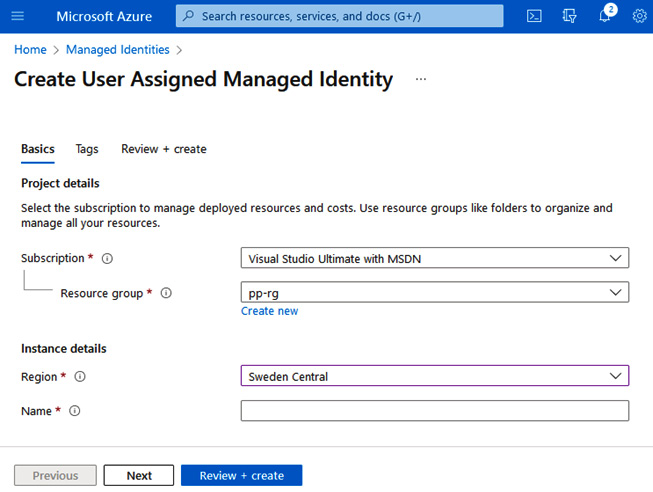 Microsoft Azure
Search resources, services, and docs (G+/)
2
Home > Managed Identities >
Create User Assigned Managed Identity ...
Basics Tags Review + create
Project details
Select the subscription to manage deployed resources and costs. Use resource groups like folders to organize and
manage all your resources.
Subscription * Visual Studio Ultimate with MSDN
Resource group * pp-rg
Create new
Instance details
Region * Sweden Central
Name *
Previous Next Review + create